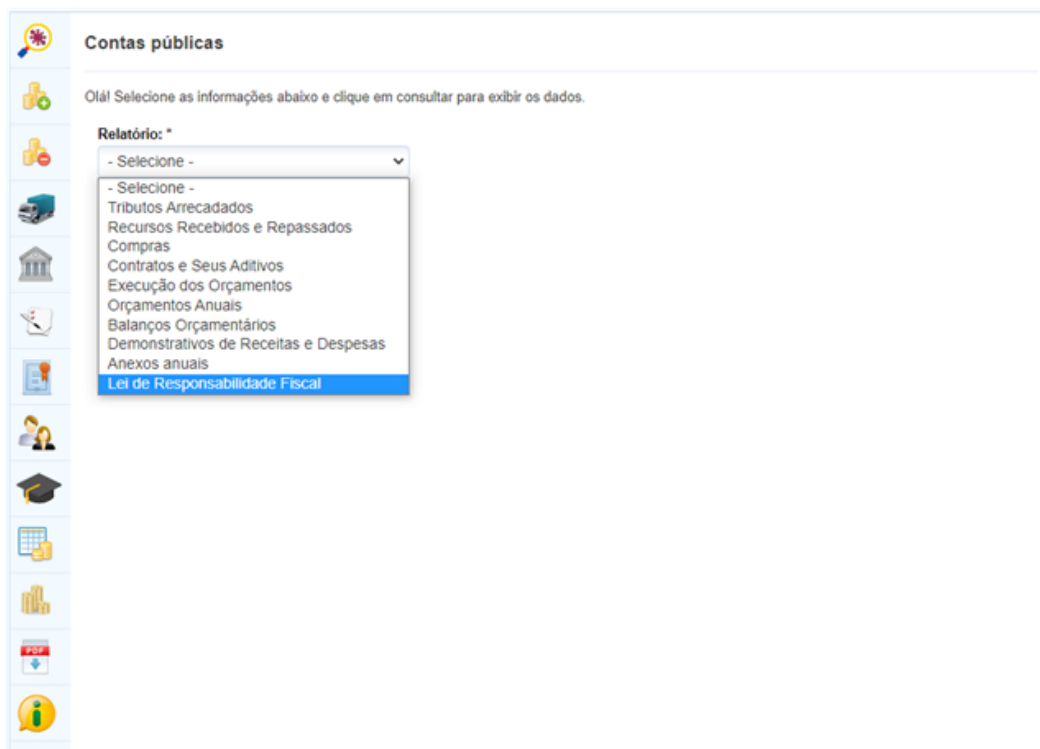 Contas públicas
Olá! Selecione as informações abaixo e clique em consultar para exibir os dados.
Relatório: *
- Selecione -
- Selecione -
Tributos Arrecadados
Recursos Recebidos e Repassados
Compras
Contratos e Seus Aditivos
Execução dos Orçamentos
Orçamentos Anuais
Balanços Orçamentários
Demonstrativos de Receitas e Despesas
Anexos anuais
Lei de Responsabilidade Fiscal
PDF